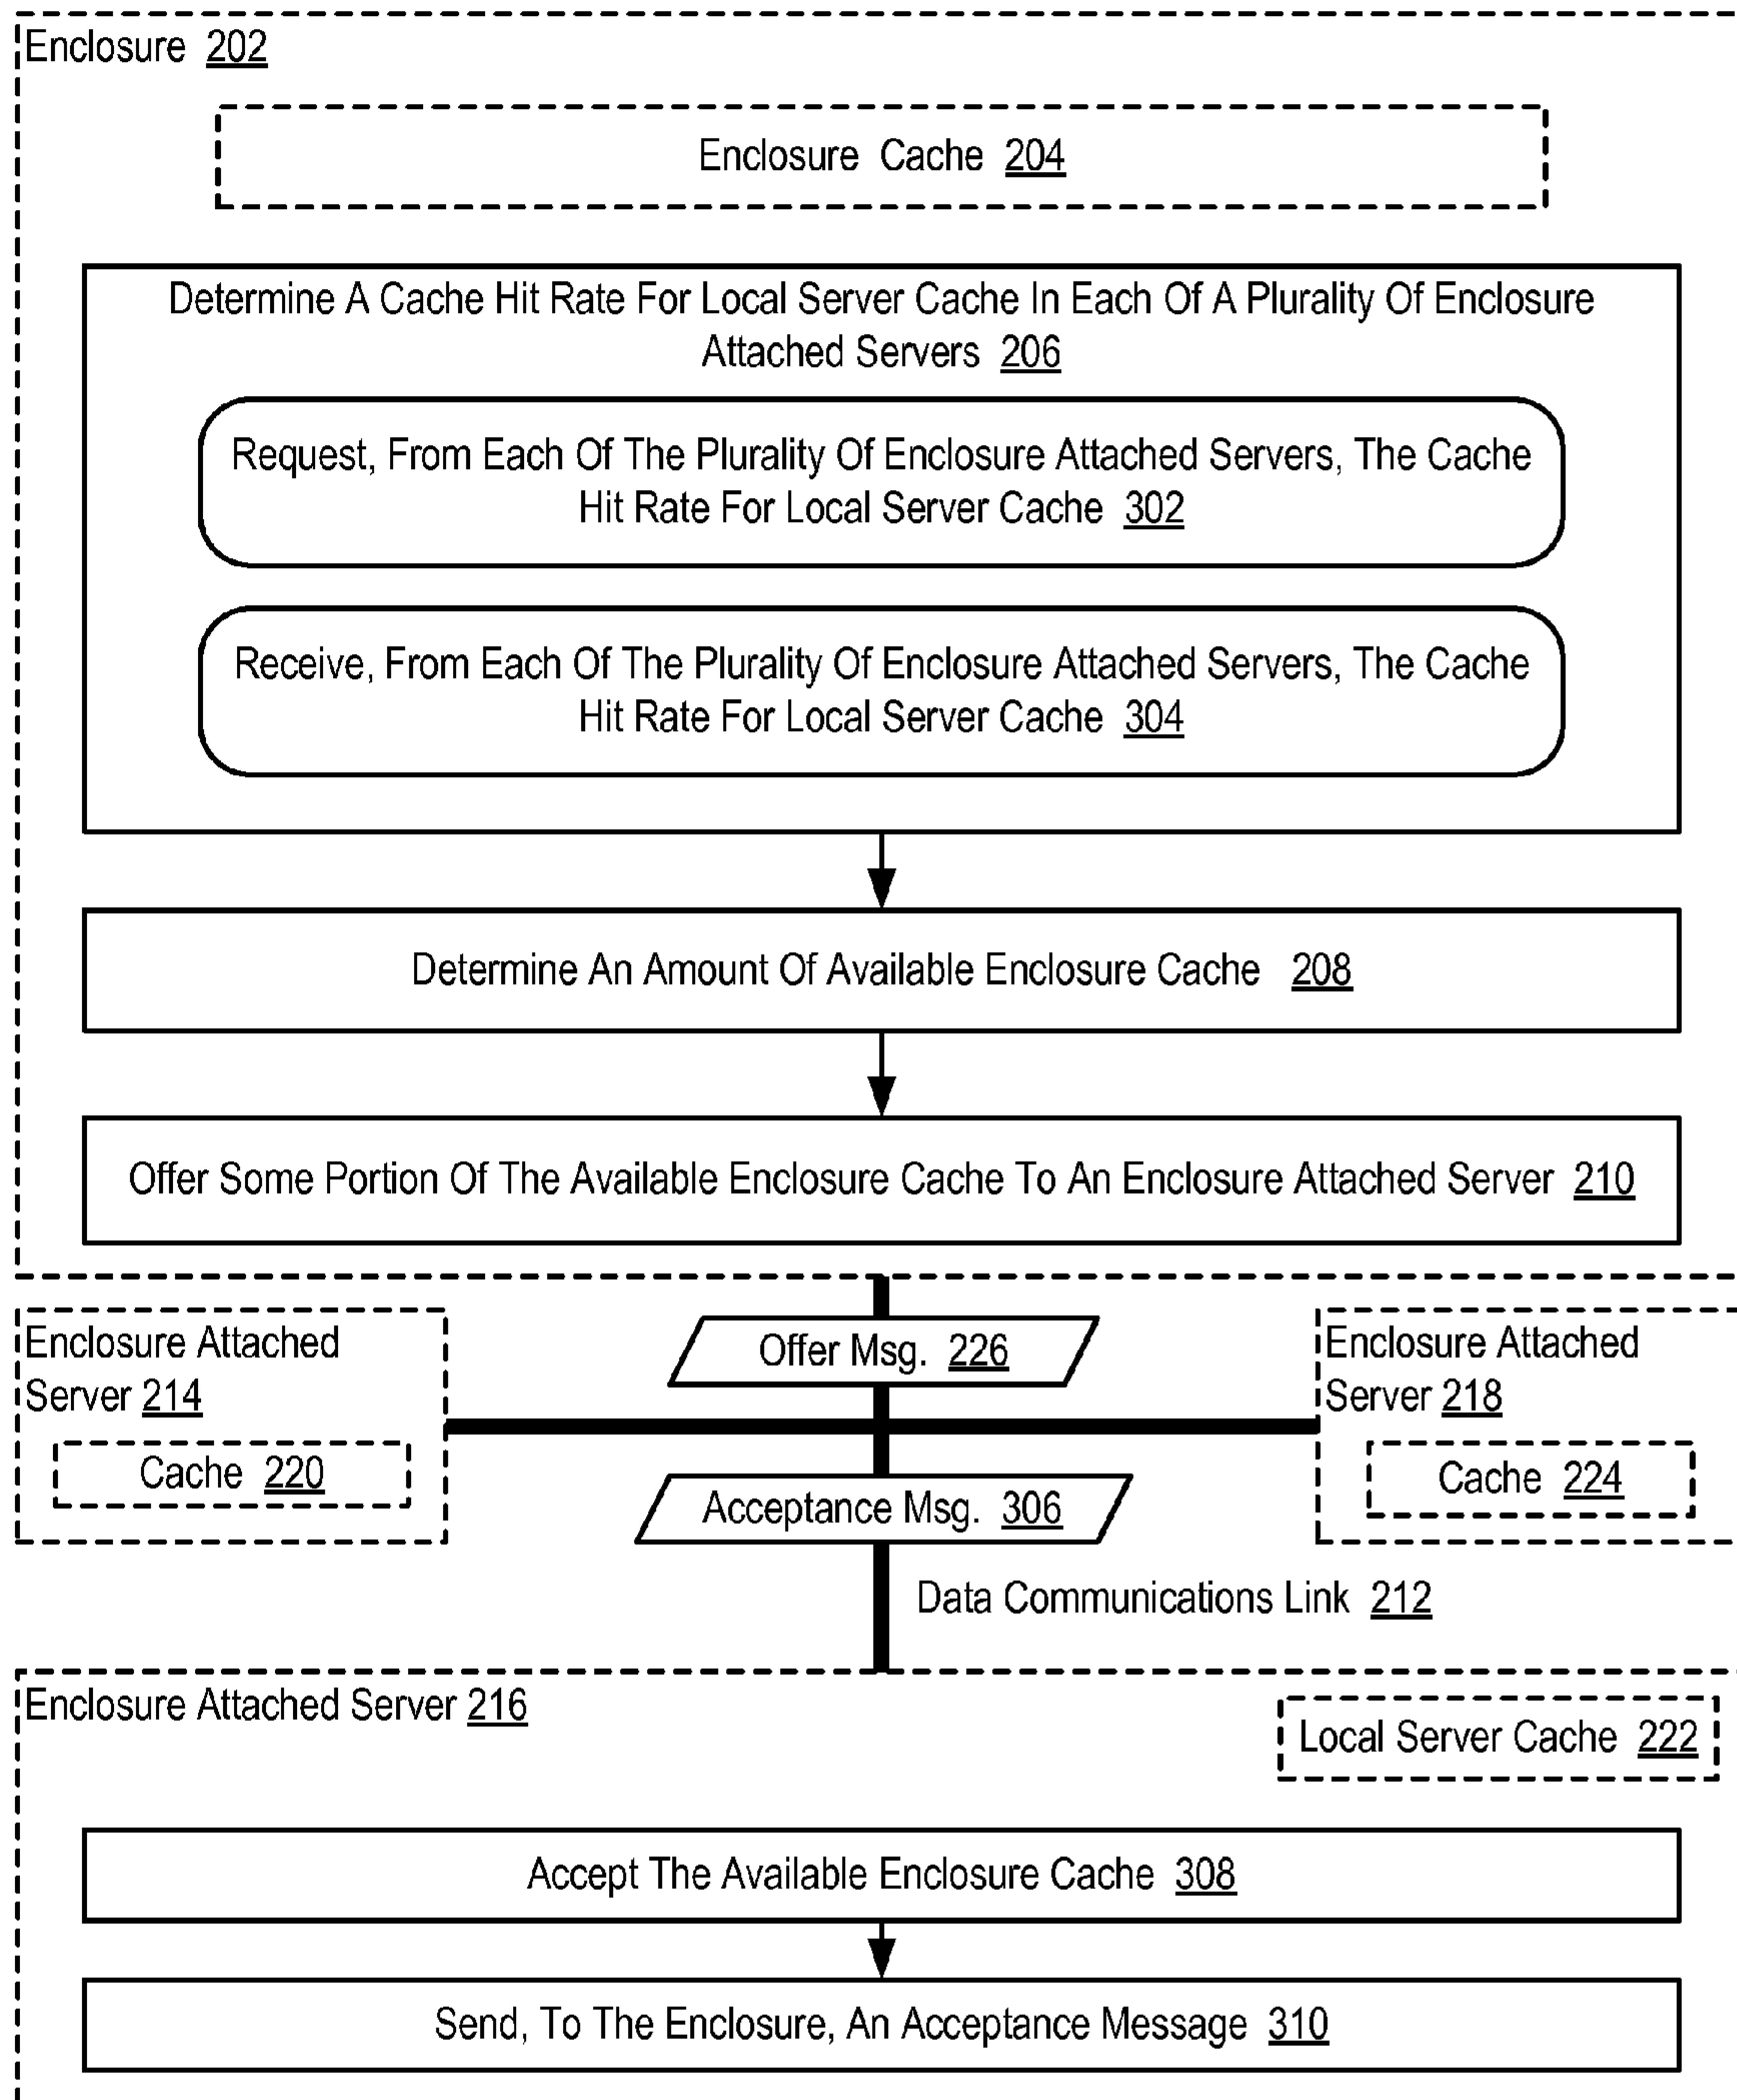 Enclosure 202
Enclosure Cache 204
Determine A Cache Hit Rate For Local Server Cache In Each Of A Plurality Of Enclosure
Attached Servers 206
Request, From Each Of The Plurality Of Enclosure Attached Servers, The Cache
Hit Rate For Local Server Cache 302
Receive, From Each Of The Plurality Of Enclosure Attached Servers, The Cache
Hit Rate For Local Server Cache 304
Determine An Amount Of Available Enclosure Cache 208
Offer Some Portion Of The Available Enclosure Cache To An Enclosure Attached Server 210
Enclosure Attached
Server 214
Cache 220
Offer Msg. 226
Acceptance Msg. 306
Enclosure Attached
Server 218
Cache 224
Data Communications Link 212
Enclosure Attached Server 216
Local Server Cache 222
Accept The Available Enclosure Cache 308
Send, To The Enclosure, An Acceptance Message 310